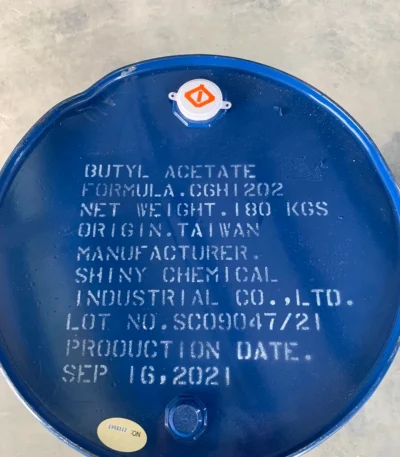 BUTYL ACETATE
FORMULA.C6H1202
NET WEIGHT.180 KGS
ORIGIN.TAIWAN
MANUFACTURER.
SHINY CHEMICAL
INDUSTRIAL CO.,LTD.
LOT NO.SC09047/21
PRODUCTION DATE.
SEP 16,2021
NO.